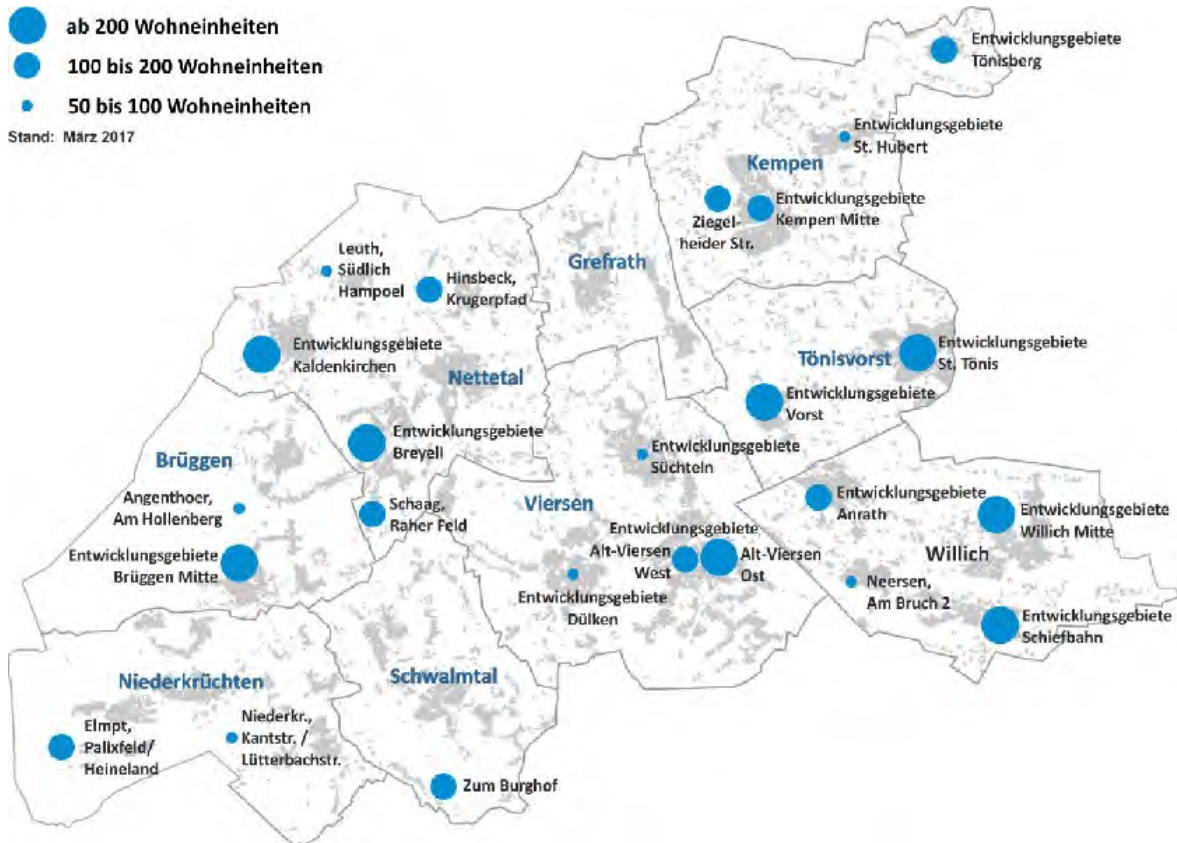 ab 200 Wohneinheiten
100 bis 200 Wohneinheiten
50 bis 100 Wohneinheiten
Stand: März 2017
Entwicklungsgebiete
Tönisberg
Entwicklungsgebiete
St. Hubert
Kempen
Entwicklungsgebiete
Kempen Mitte
Ziegel-
heider Str.
Grefrath
Leuth,
Südlich
Hampoel
Hinsbeck,
Krugerpfad
Entwicklungsgebiete
Kaldenkirchen
Nettetal
Entwicklungsgebiete
St. Tönis
Tönisvorst
Entwicklungsgebiete
Vorst
Entwicklungsgebiete
Breyell
Brüggen
Angenthoer,
Am Hollenberg
Schaag,
Raher Feld
Entwicklungsgebiete
Brüggen Mitte
Entwicklungsgebiete
Süchteln
Viersen
Entwicklungsgebiete
Alt-Viersen
West
Alt-Viersen
Ost
Entwicklungsgebiete
Dülken
Entwicklungsgebiete
Anrath
Entwicklungsgebiete
Willich Mitte
Willich
Neersen,
Am Bruch 2
Entwicklungsgebiete
Schiefbahn
Niederkrüchten
Elmpt,
Palixfeld/
Heineland
Niederkr.,
Kantstr. /
Lütterbachstr.
Schwalmtal
Zum Burghof